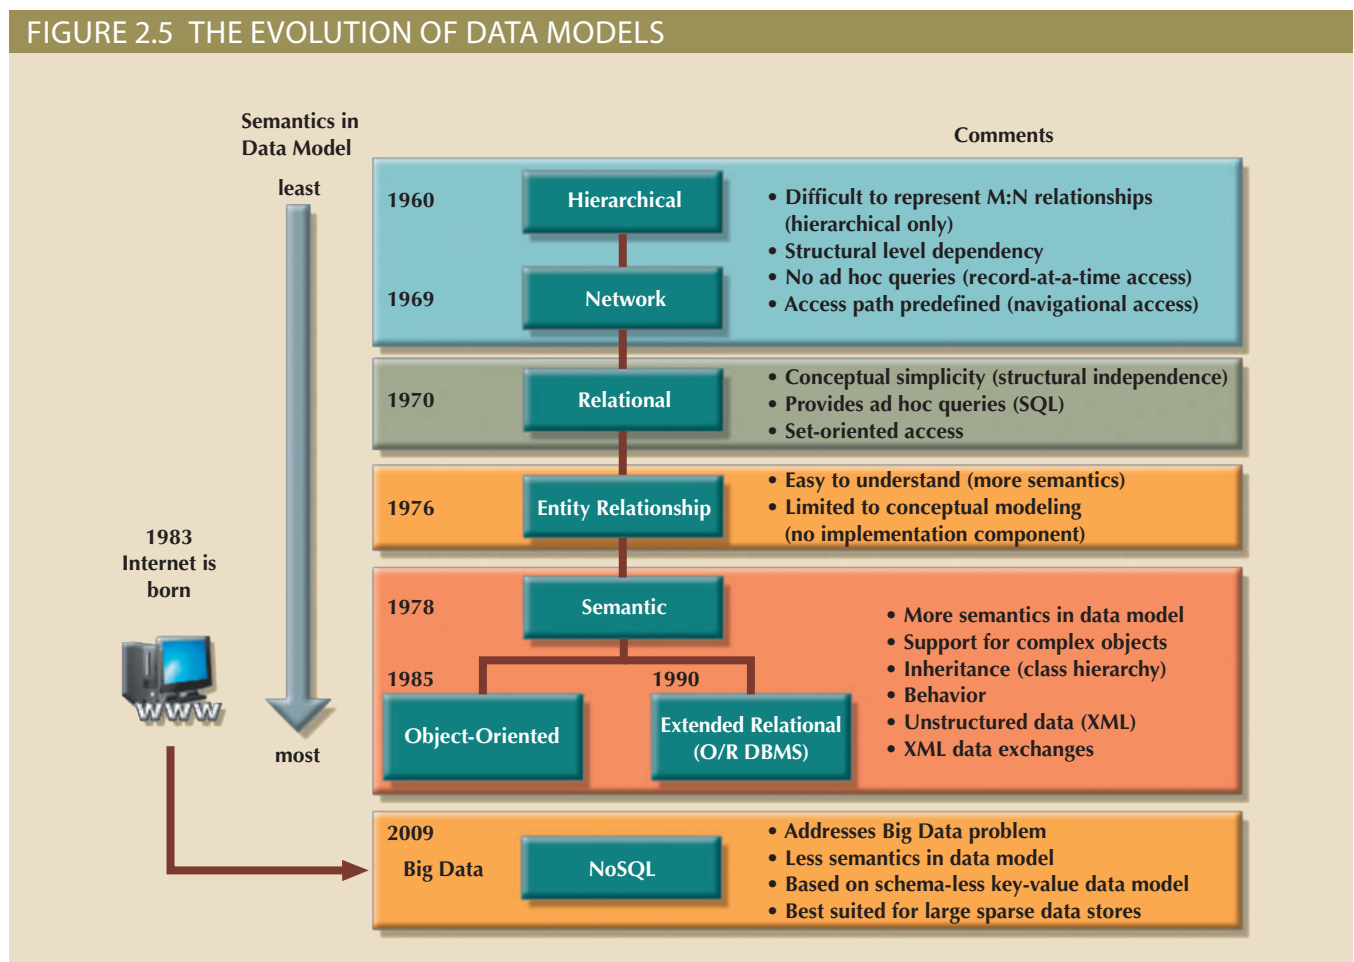 FIGURE 2.5 THE EVOLUTION OF DATA MODELS
Semantics in
Data Model
least
most
Comments
1960
Hierarchical
1969
Network
• Difficult to represent M:N relationships
(hierarchical only)
• Structural level dependency
• No ad hoc queries (record-at-a-time access)
• Access path predefined (navigational access)
1970
Relational
• Conceptual simplicity (structural independence)
• Provides ad hoc queries (SQL)
• Set-oriented access
1976
Entity Relationship
• Easy to understand (more semantics)
• Limited to conceptual modeling
(no implementation component)
1983
Internet is
born
WWW
1978
Semantic
1985
Object-Oriented
1990
Extended Relational
(O/R DBMS)
• More semantics in data model
• Support for complex objects
• Inheritance (class hierarchy)
• Behavior
• Unstructured data (XML)
• XML data exchanges
2009
Big Data
NoSQL
• Addresses Big Data problem
• Less semantics in data model
• Based on schema-less key-value data model
• Best suited for large sparse data stores